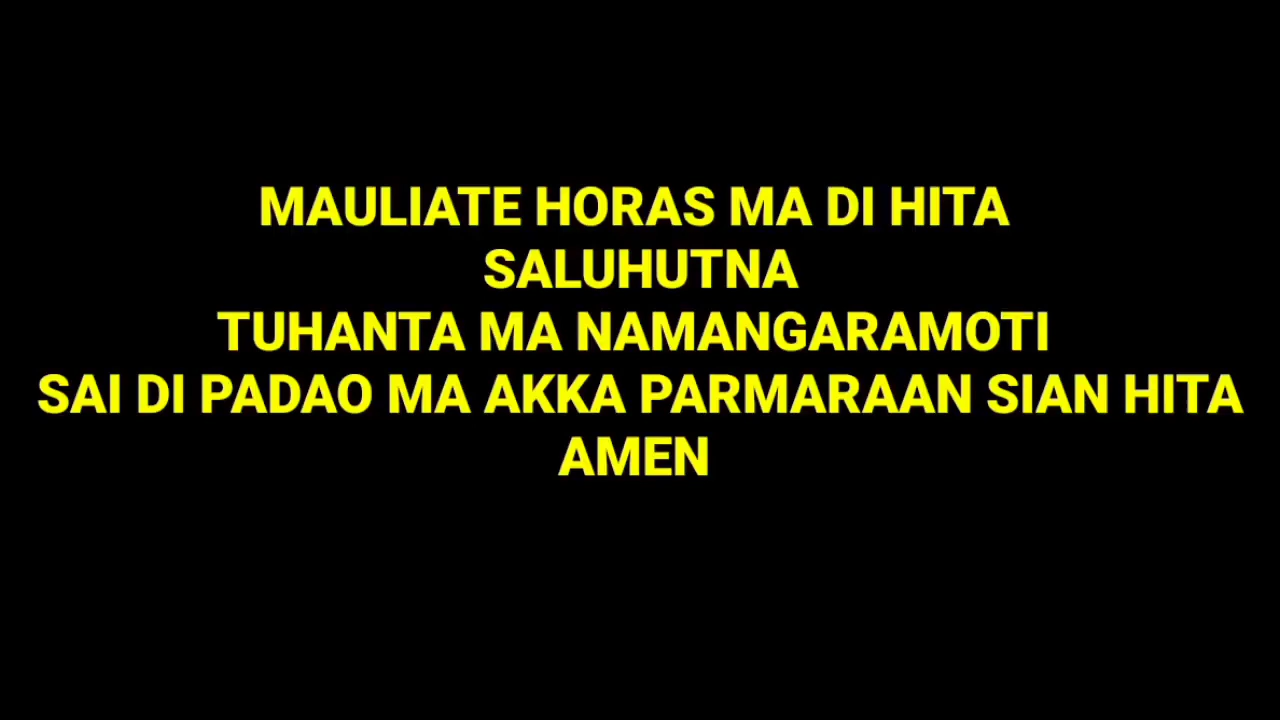 MAULIATE HORAS MA DI HITA
SALUHUTNA
TUHANTA MA NAMANGARAMOTI
SAI DI PADAO MA AKKA PARMARAAN SIAN HITA
AMEN